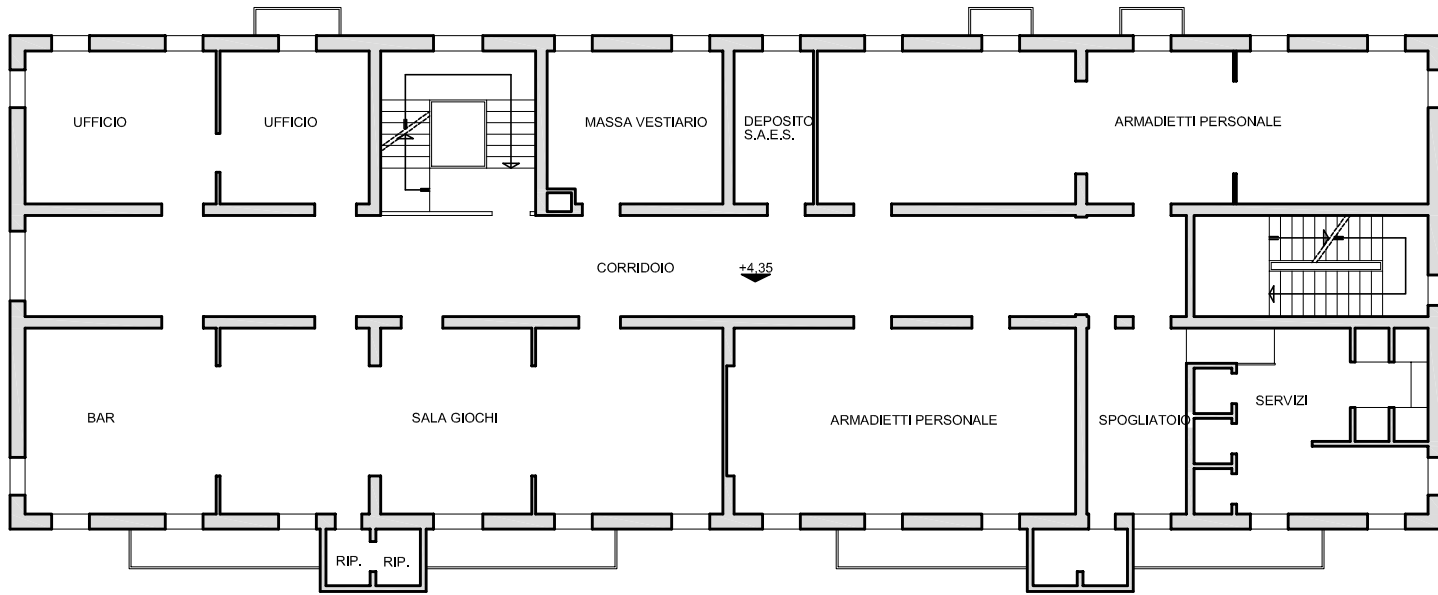 UFFICIO
UFFICIO
MASSA VESTIARIO
DEPOSITO
S.A.E.S.
ARMADIETTI PERSONALE
CORRIDOIO
+4,35
BAR
SALA GIOCHI
ARMADIETTI PERSONALE
SPOGLIATOIO
SERVIZI
RIP.
RIP.